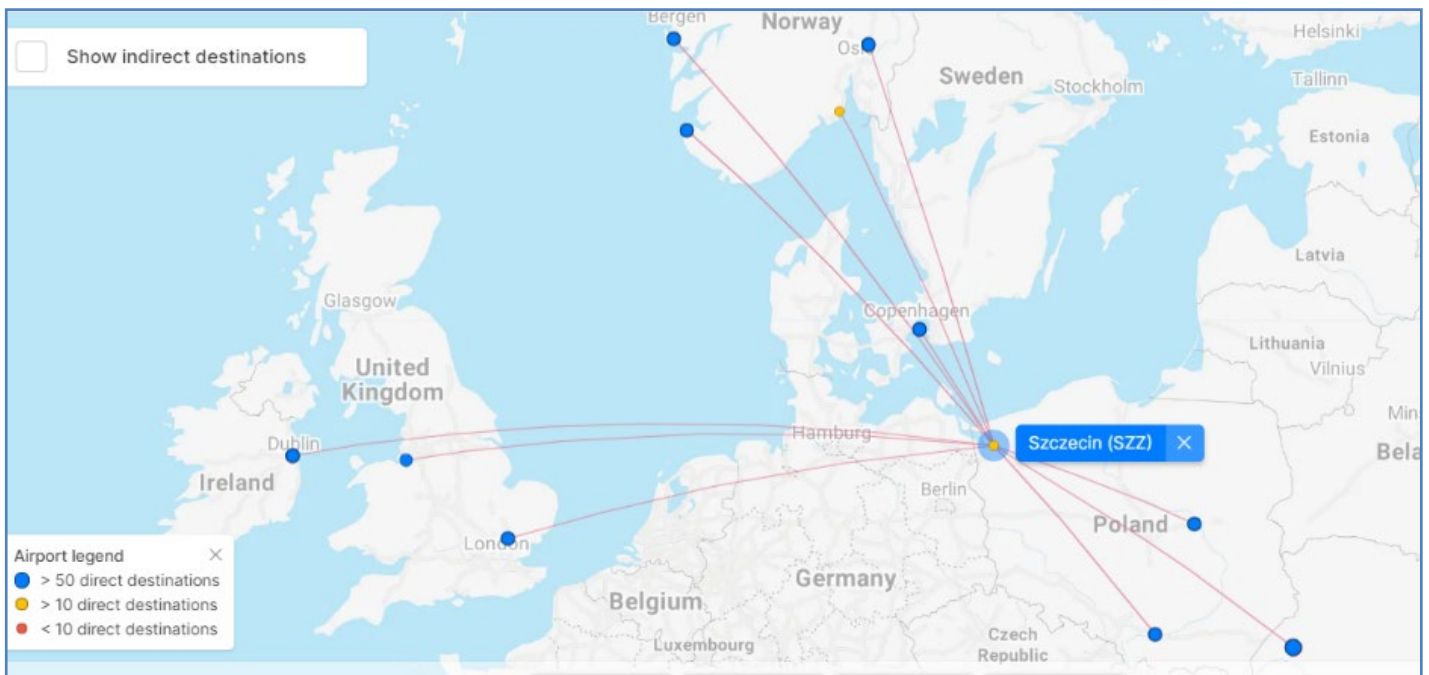 Bergen
Norway
Helsinki
Show indirect destinations
Sweden
Stockholm
Tallinn
Estonia
Latvia
Glasgow
Copenhagen
Lithuania
Vilnius
United
Kingdom
Dublin
Hamburg
Szczecin (SZZ)
Ireland
Berlin
London
Poland
Airport legend
> 50 direct destinations
> 10 direct destinations
< 10 direct destinations
Germany
Belgium
Luxembourg
Czech
Republic